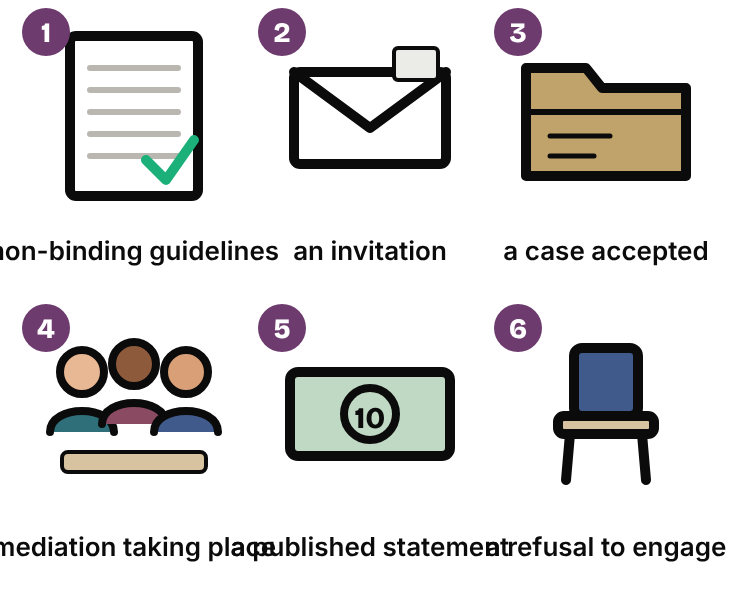 1
2
3
non-binding guidelines
an invitation
a case accepted
4
5
6
10
mediation taking place
a published statement
a refusal to engage